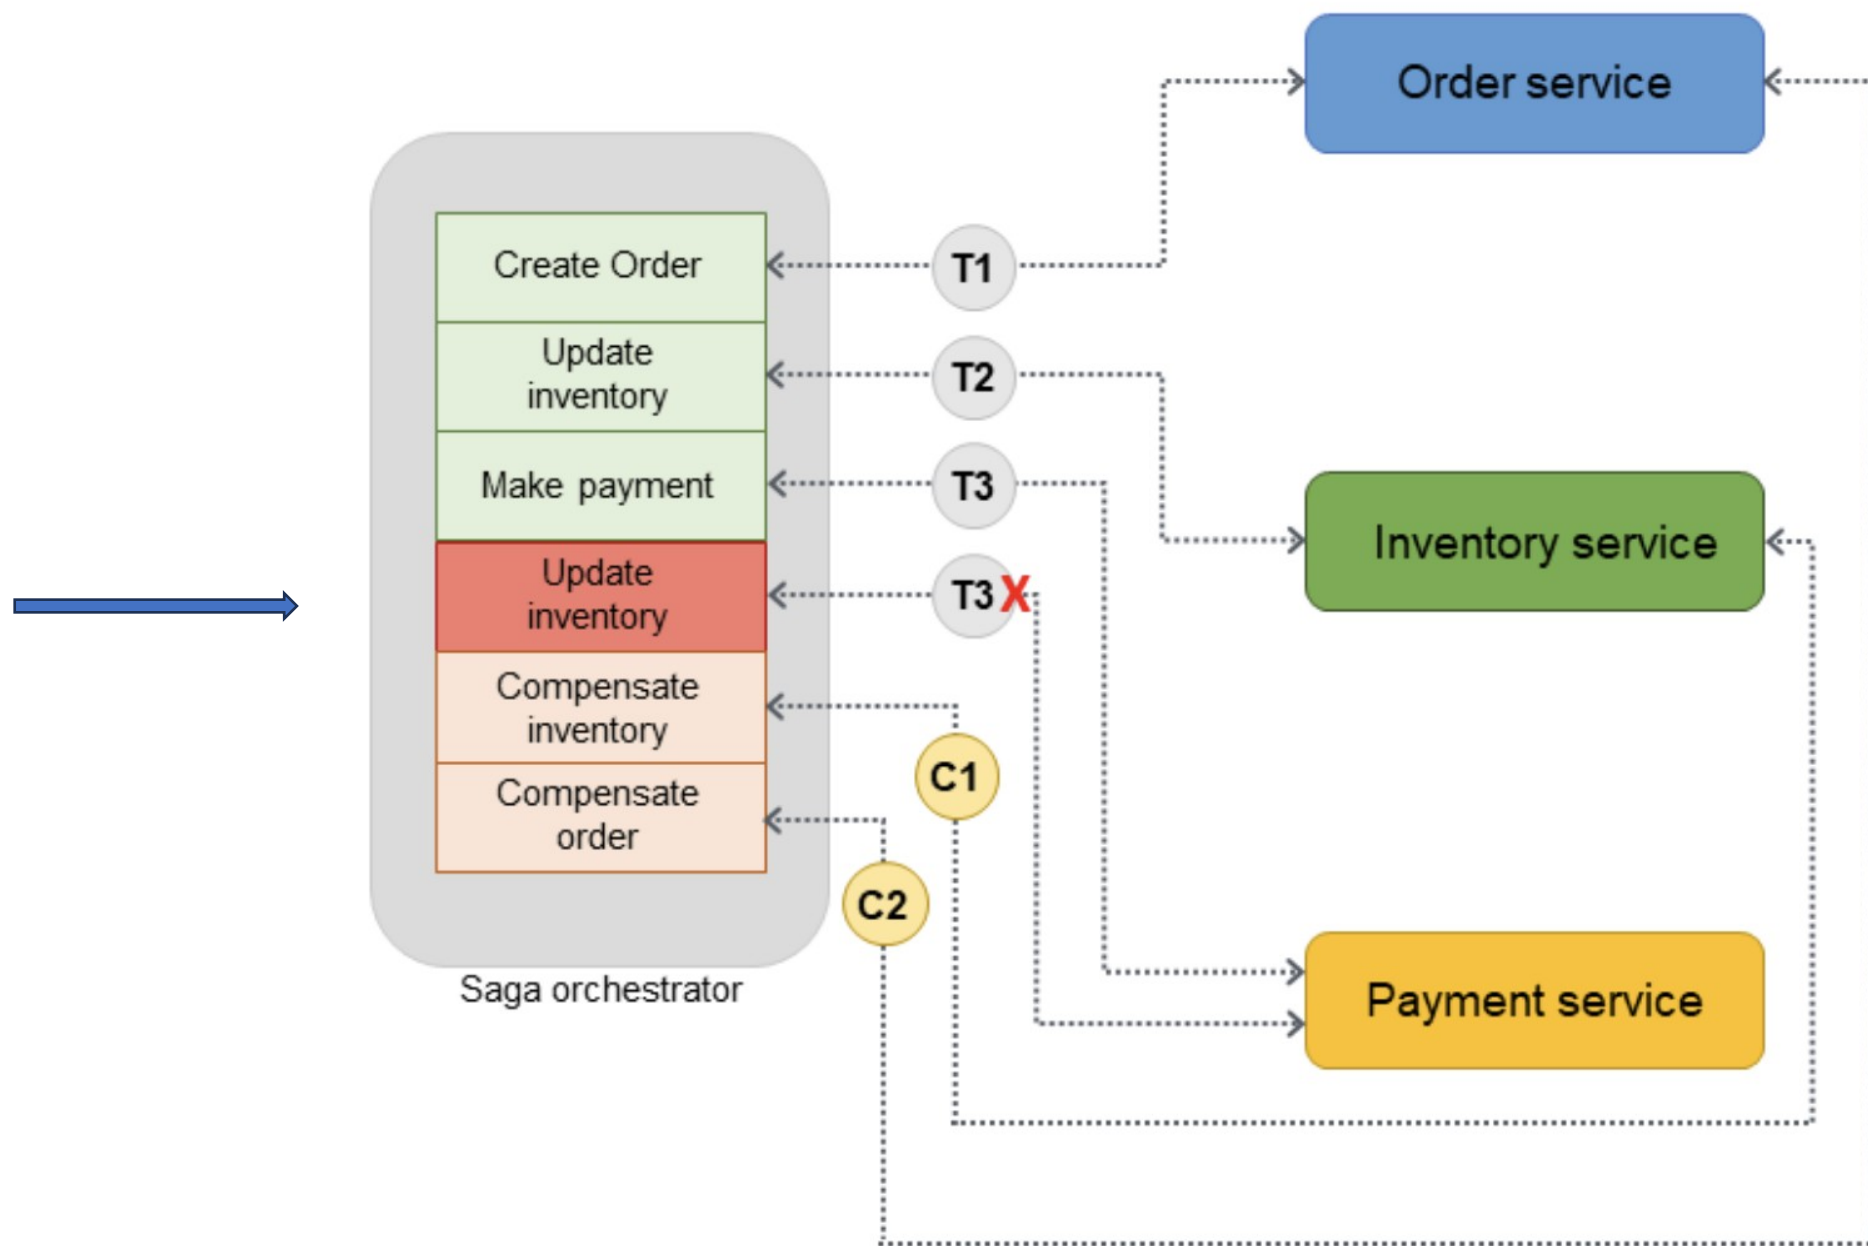 Order service
Create Order
T1
Update
inventory
T2
Make payment
T3
Inventory service
Update
inventory
T3
X
Compensate
inventory
C1
Compensate
order
C2
Saga orchestrator
Payment service